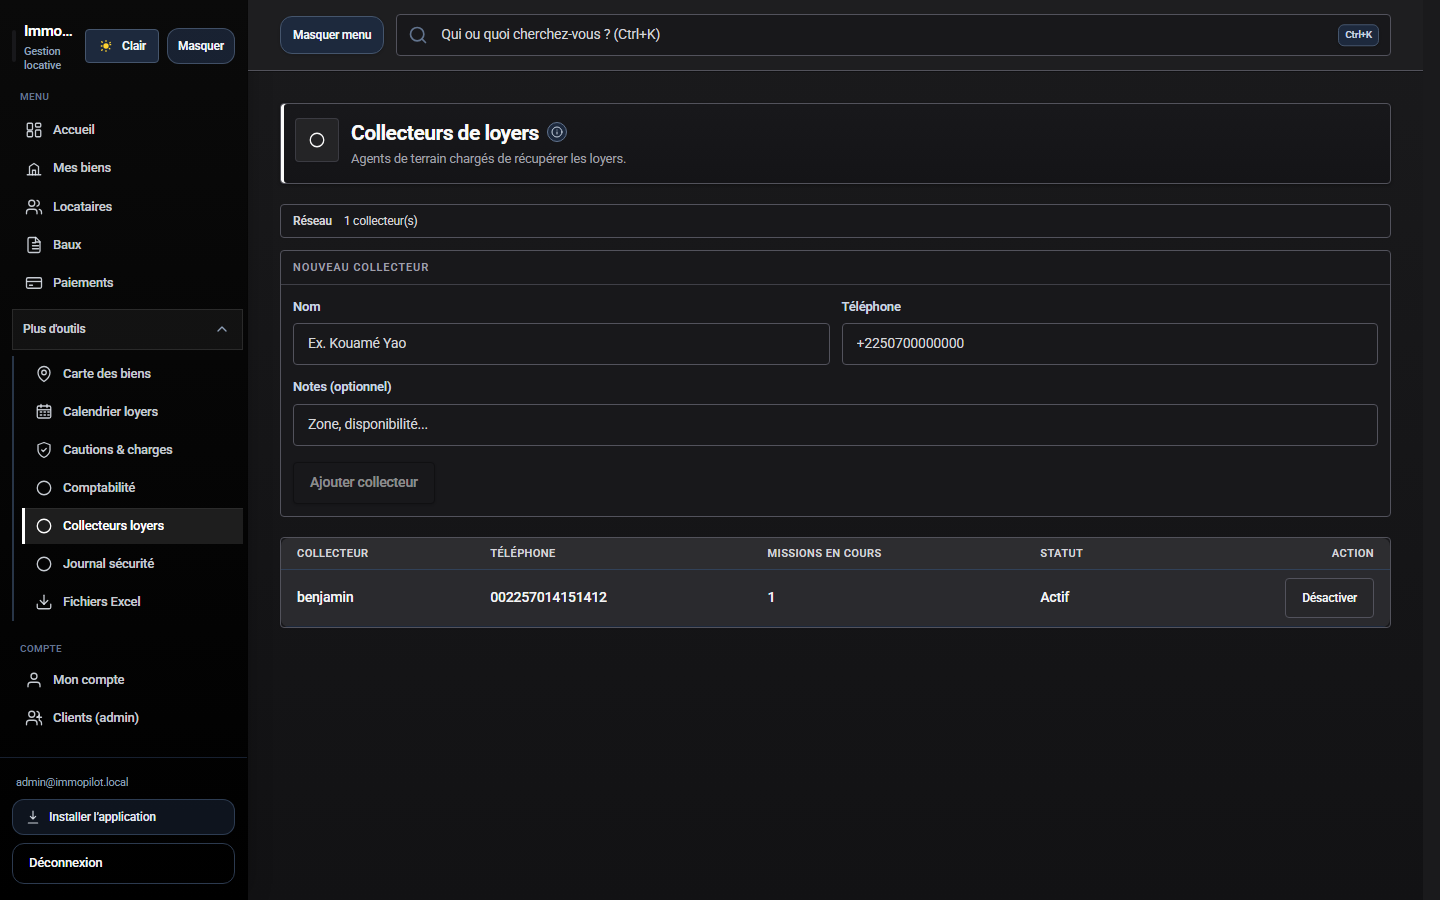 Immo...
Gestion
locative
Clair
Masquer
MENU
Accueil
Mes biens
Locataires
Baux
Paiements
Plus d'outils
Carte des biens
Calendrier loyers
Cautions & charges
Comptabilité
Collecteurs loyers
Journal sécurité
Fichiers Excel
COMPTE
Mon compte
Clients (admin)
admin@immopilot.local
Installer l'application
Déconnexion
Masquer menu
Qui ou quoi cherchez-vous ? (Ctrl+K)
Ctrl+K
Collecteurs de loyers
Agents de terrain chargés de récupérer les loyers.
Réseau 1 collecteur(s)
NOUVEAU COLLECTEUR
Nom Téléphone
Ex. Kouamé Yao +2250700000000
Notes (optionnel)
Zone, disponibilité...
Ajouter collecteur
COLLECTEUR TÉLÉPHONE MISSIONS EN COURS STATUT ACTION
benjamin 002257014151412 1 Actif Désactiver